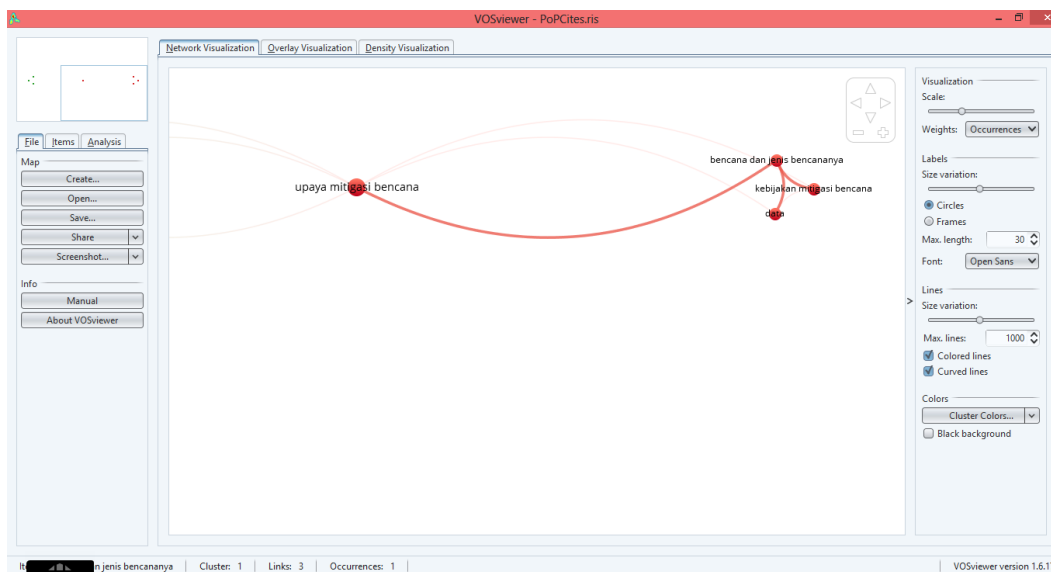 VOSviewer - PoPCites.ris
Network Visualization
Overlay Visualization
Density Visualization
File
Items
Analysis
Map
Create...
Open...
Save...
Share
Screenshot...
Info
Manual
About VOSviewer
upaya mitigasi bencana
bencana dan jenis bencananya
kebijakan mitigasi bencana
data
>
Visualization
Scale:
Weights: Occurrences
Labels
Size variation:
Circles
Frames
Max. length: 30
Font: Open Sans
Lines
Size variation:
Max. lines: 1000
Colored lines
Curved lines
Colors
Cluster Colors...
Black background
n jenis bencananya
Cluster: 1
Links: 3
Occurrences: 1
VOSviewer version 1.6.1